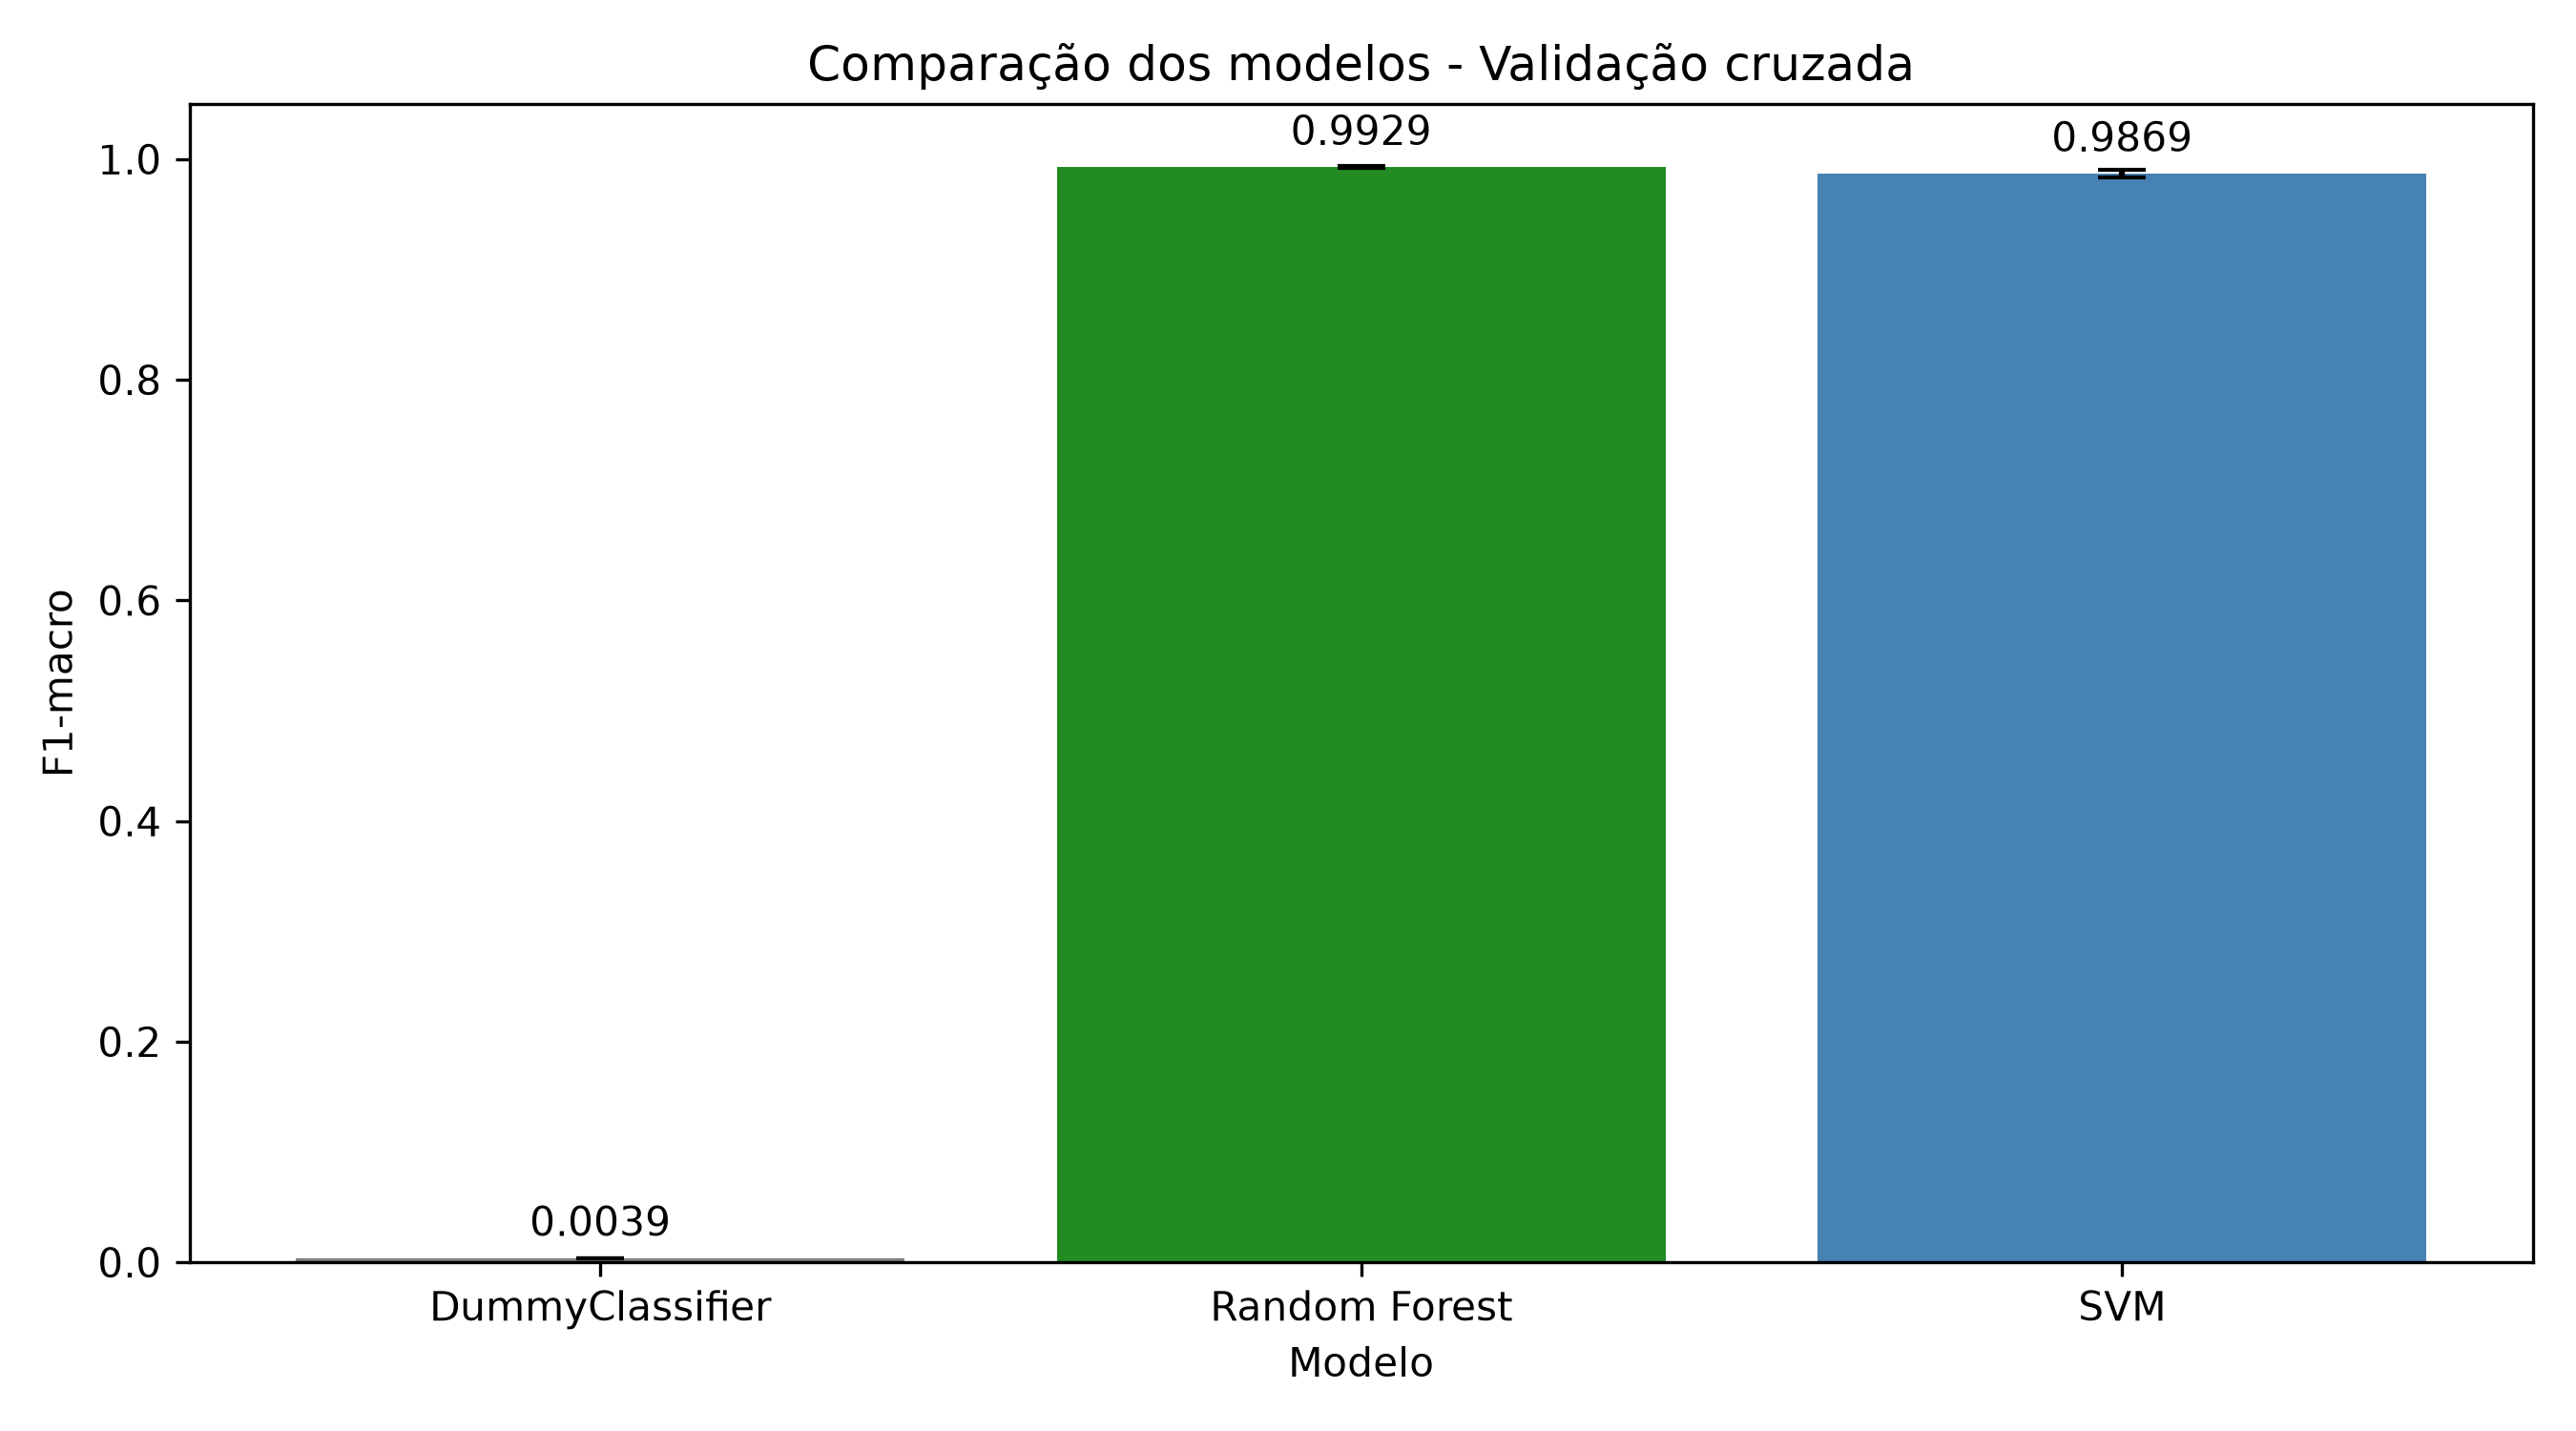 Comparação dos modelos - Validação cruzada
0.9929
0.9869
0.0039
1.0
0.8
0.6
0.4
0.2
0.0
F1-macro
DummyClassifier
Random Forest
SVM
Modelo